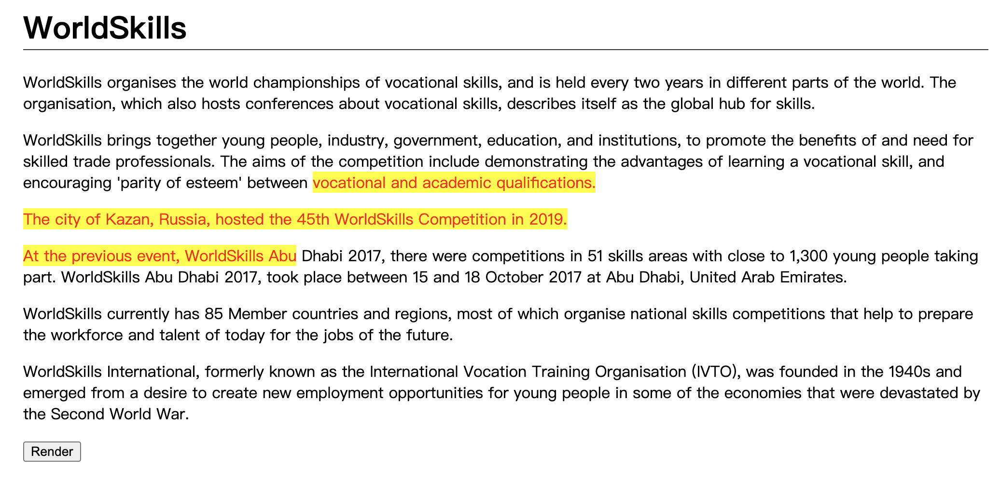 WorldSkills
WorldSkills organises the world championships of vocational skills, and is held every two years in different parts of the world. The
organisation, which also hosts conferences about vocational skills, describes itself as the global hub for skills.
WorldSkills brings together young people, industry, government, education, and institutions, to promote the benefits of and need for
skilled trade professionals. The aims of the competition include demonstrating the advantages of learning a vocational skill, and
encouraging 'parity of esteem' between vocational and academic qualifications.
The city of Kazan, Russia, hosted the 45th WorldSkills Competition in 2019.
At the previous event, WorldSkills Abu Dhabi 2017, there were competitions in 51 skills areas with close to 1,300 young people taking
part. WorldSkills Abu Dhabi 2017, took place between 15 and 18 October 2017 at Abu Dhabi, United Arab Emirates.
WorldSkills currently has 85 Member countries and regions, most of which organise national skills competitions that help to prepare
the workforce and talent of today for the jobs of the future.
WorldSkills International, formerly known as the International Vocation Training Organisation (IVTO), was founded in the 1940s and
emerged from a desire to create new employment opportunities for young people in some of the economies that were devastated by
the Second World War.
Render